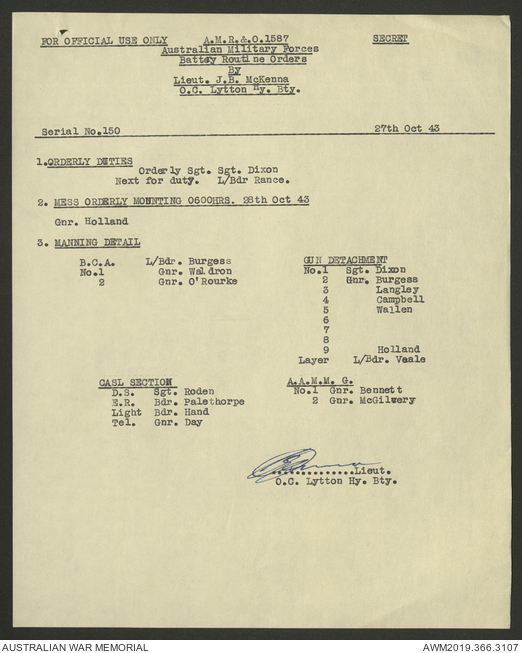 FOR OFFICIAL USE ONLY A.M.R.&.O.1587 SECRET
Australian Military Forces
Battey Routine Orders
By
Lieut. J.B. McKenna
O.C. Lytton Hy. Bty.
Serial No.150 27th Oct 43
1.ORDERLY DUTIES
Orderly Sgt. Sgt. Dixon
Next for duty. L/Bdr Rance.
2. MESS ORDERLY MOUNTING 0600HRS. 28th Oct 43
Gnr. Holland
3. MANNING DETAIL
B.C.A. L/Bdr. Burgess
No.1 Gnr. Waldron
2 Gnr. O'Rourke
GUN DETACHMENT
No.1 Sgt. Dixon
2 Gnr. Burgess
3 Langley
4 Campbell
5 Wallen
6
7
8
9 Holland
Layer L/Bdr. Veale
CASL SECTION
D.S. Sgt. Roden
E.R. Bdr. Palethorpe
Light Bdr. Hand
Tel. Gnr. Day
A.A.M.M. G.
No.1 Gnr. Bennett
2 Gnr. McGilwery
..............Lieut.
O.C. Lytton Hy. Bty.
AUSTRALIAN WAR MEMORIAL AWM2019.366.3107